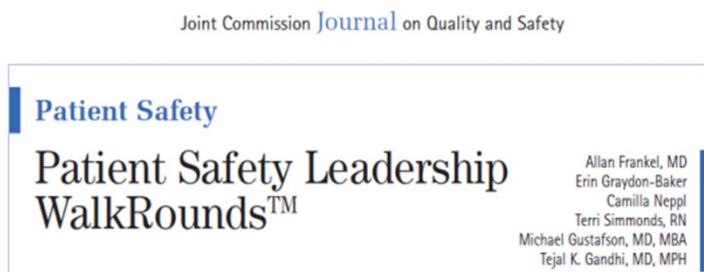 Joint Commission Journal on Quality and Safety
Patient Safety
Patient Safety Leadership
WalkRounds™
Allan Frankel, MD
Erin Graydon-Baker
Camilla Neppl
Terri Simmonds, RN
Michael Gustafson, MD, MBA
Tejal K. Gandhi, MD, MPH